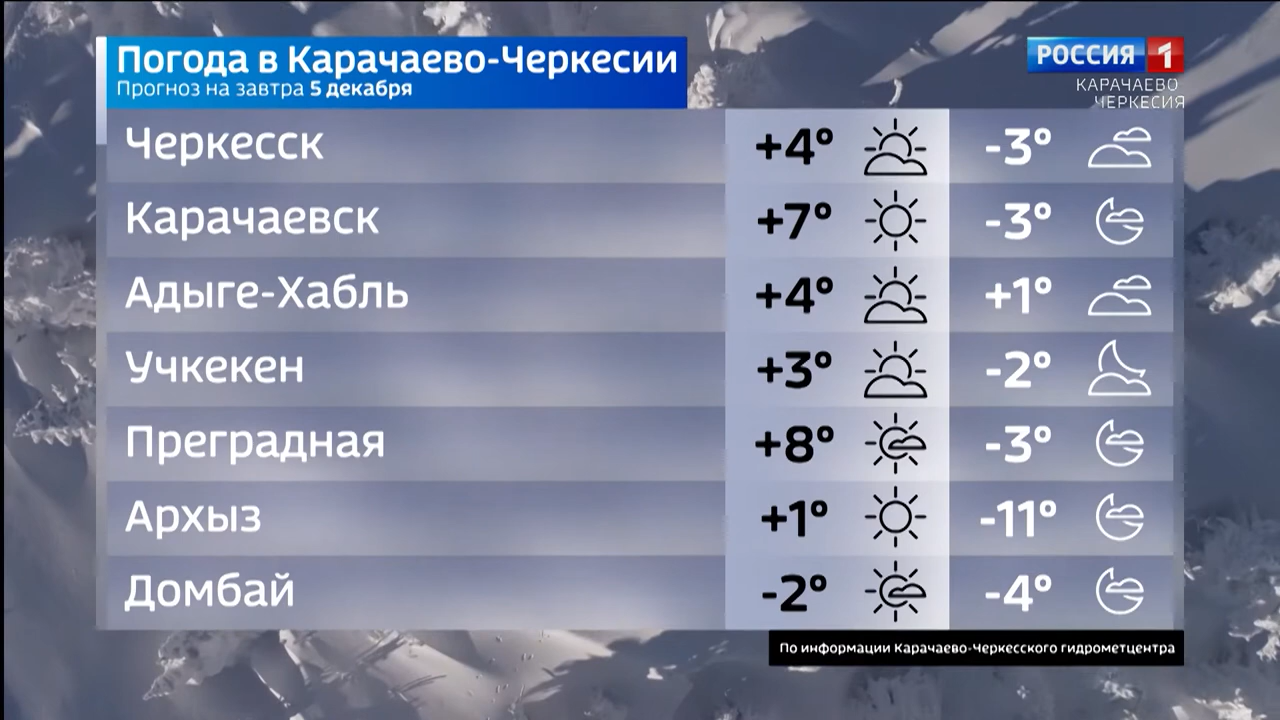 Погода в Карачаево-Черкесии
Прогноз на завтра 5 декабря
РОССИЯ 1
КАРАЧАЕВО
ЧЕРКЕСИЯ
Черкесск +4° -3°
Карачаевск +7° -3°
Адыге-Хабль +4° +1°
Учкекен +3° -2°
Преградная +8° -3°
Архыз +1° -11°
Домбай -2° -4°
По информации Карачаево-Черкесского гидрометцентра